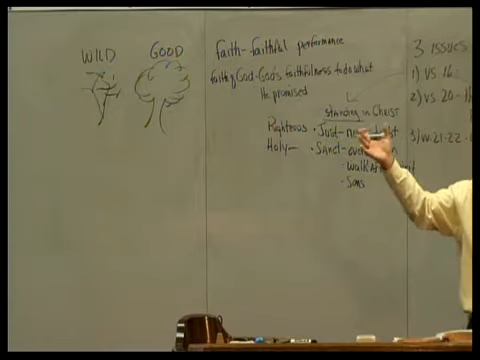 WILD
GOOD
faith - faithful performance
faith of God - God's faithfulness to do what
He promised
standing in CHRIST
Righteous • Just -
Holy — • Sanct -
• Walk
• Sons
3 ISSUES
1) VS. 16:
2) VS. 20 -
3) VV. 21-22 -